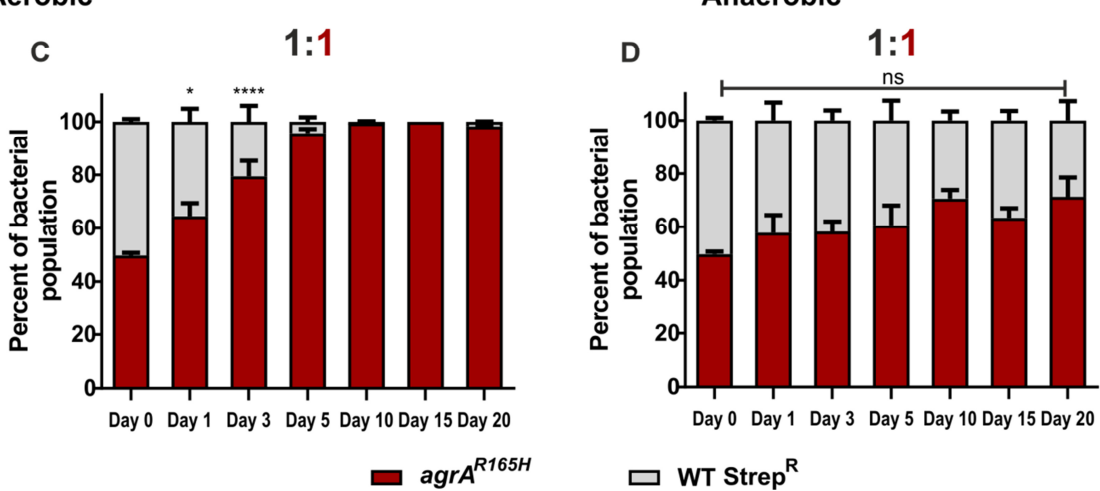 Aerobic
Anaerobic
C
1:1
D
1:1
*
****
ns
Percent of bacterial
population
100
80
60
40
20
0
Day 0 Day 1 Day 3 Day 5 Day 10 Day 15 Day 20
Percent of bacterial
population
100
80
60
40
20
0
Day 0 Day 1 Day 3 Day 5 Day 10 Day 15 Day 20
agrA^R165H
WT Strep^R